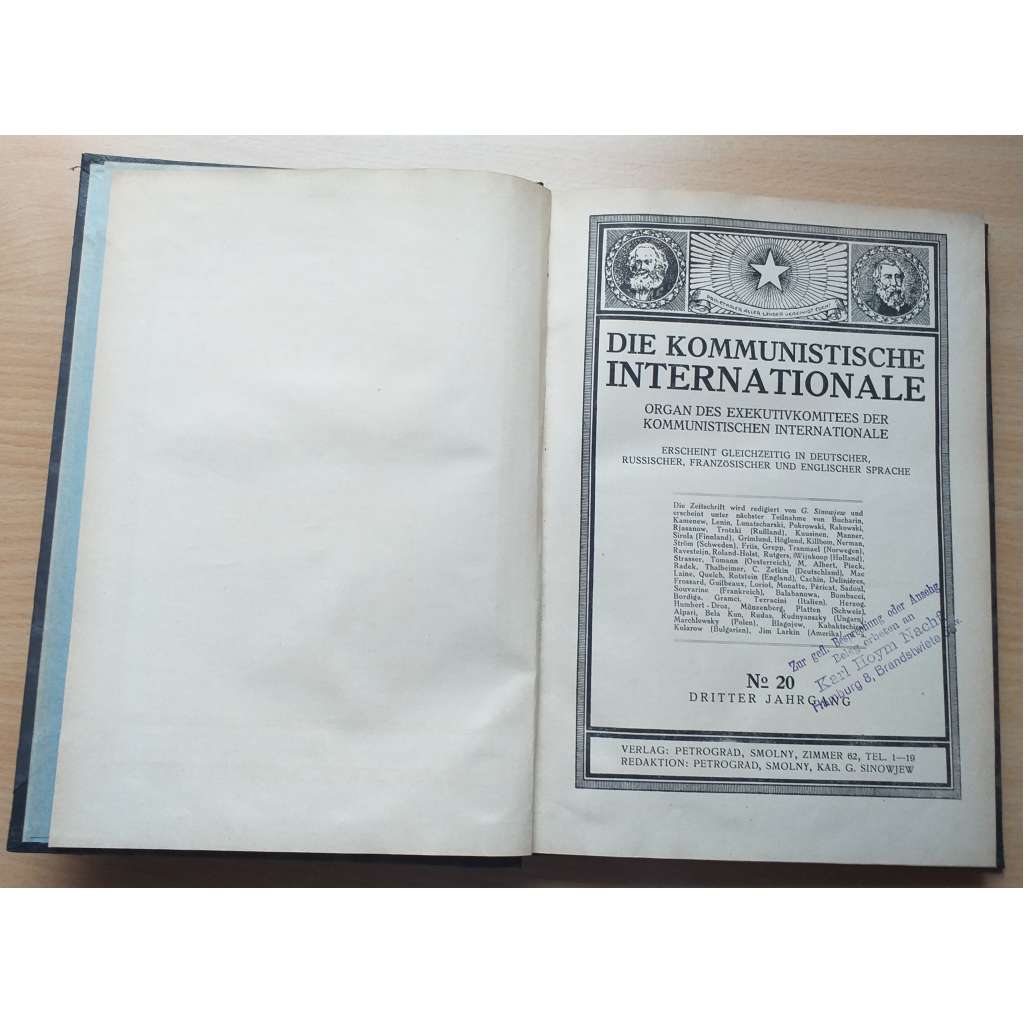 PROLETARIER ALLER LÄNDER VEREINIGT EUCH!
DIE KOMMUNISTISCHE
INTERNATIONALE
ORGAN DES EXEKUTIVKOMITEES DER
KOMMUNISTISCHEN INTERNATIONALE
ERSCHEINT GLEICHZEITIG IN DEUTSCHER,
RUSSISCHER, FRANZÖSISCHER UND ENGLISCHER SPRACHE
Die Zeitschrift wird redigiert von G. Sinowjew und
erscheint unter nächster Teilnahme von Bucharin,
Kamenew, Lenin, Lunatscharski, Pokrowski, Rakowski,
Rjasanow, Trotzki (Rußland), Kuusinen, Manner,
Sirola (Finnland), Grimlund, Höglund, Killbom, Nerman,
Ström (Schweden), Friis, Grepp, Tranmael (Norwegen),
Ravesteijn, Roland-Holst, Rutgers, Wijnkoop (Holland),
Strasser, Tomann (Oesterreich), M. Albert, Pieck,
Radek, Thalheimer, C. Zetkin (Deutschland), Mac
Laine, Quelch, Rotstein (England), Cachin, Delinières,
Frossard, Guilbeaux, Loriot, Monatte, Péricat, Sadoul,
Souvarine (Frankreich), Balabanowa, Bombacci,
Bordiga, Gramci, Terracini (Italien), Herzog,
Humbert-Droz, Münzenberg, Platten (Schweiz),
Alpari, Bela Kun, Rudas, Rudnyanszky (Ungarn),
Marchlewsky (Polen), Blagojew, Kabaktschiew,
Kolarow (Bulgarien), Jim Larkin (Amerika)
Zur gefl. Besprechung oder Anschg
Beleg erbeten an
Karl Hoym Nachf.
Hamburg 8, Brandstwiete
№ 20
DRITTER JAHRGANG
VERLAG: PETROGRAD, SMOLNY, ZIMMER 62, TEL. 1—19
REDAKTION: PETROGRAD, SMOLNY, KAB. G. SINOWJEW